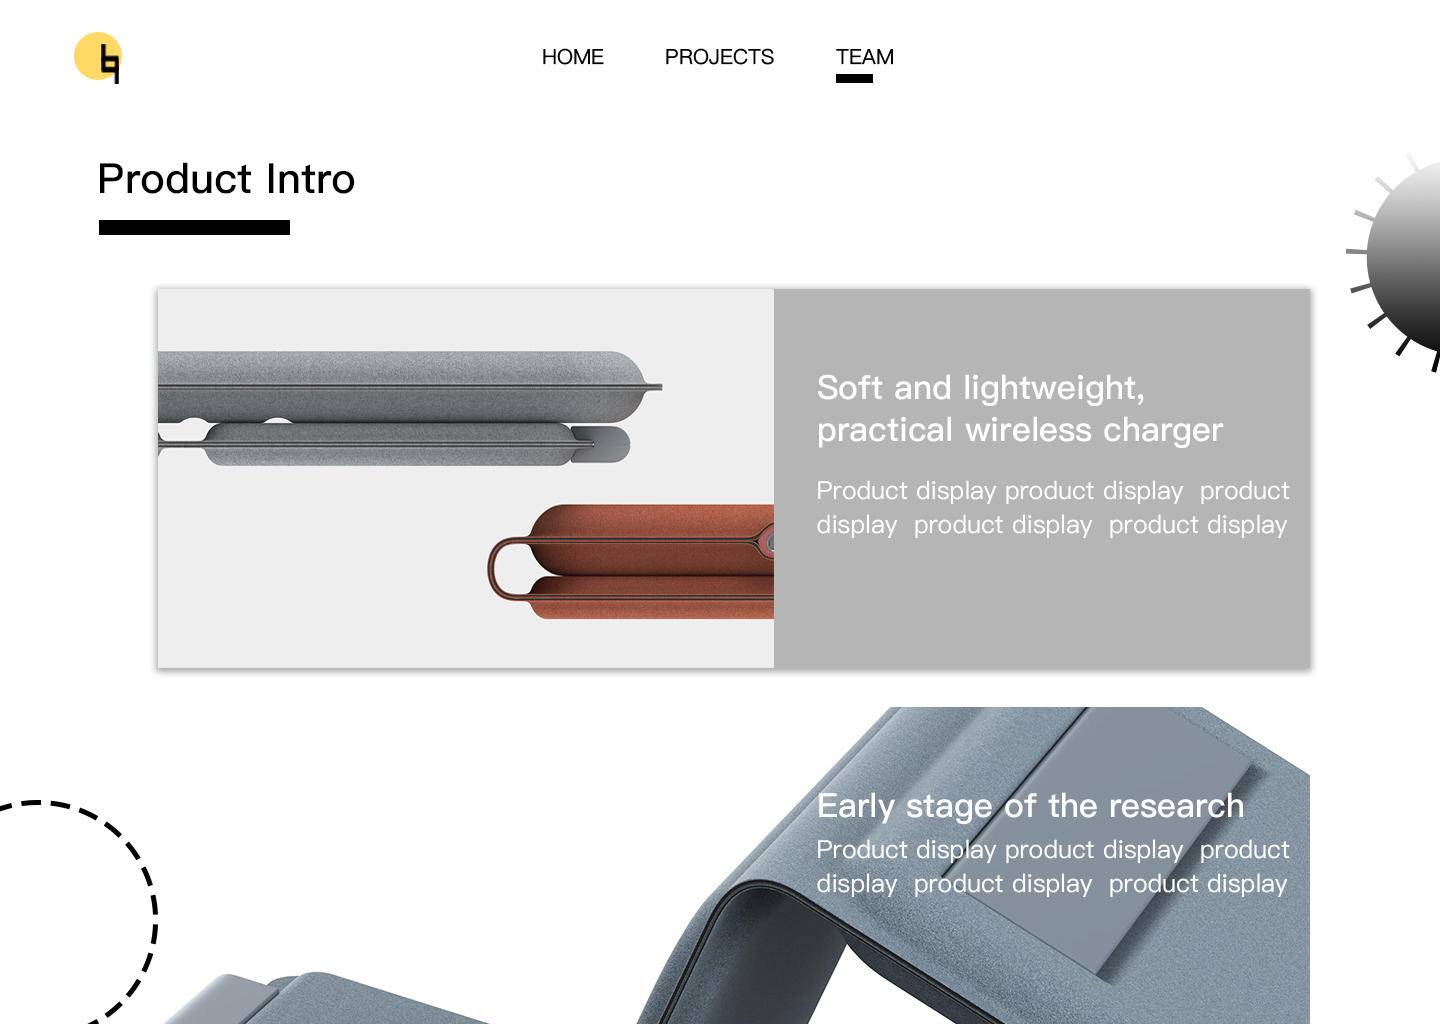 HOME PROJECTS TEAM
Product Intro
Soft and lightweight,
practical wireless charger
Product display product display  product
display  product display  product display
Early stage of the research
Product display product display  product
display  product display  product display